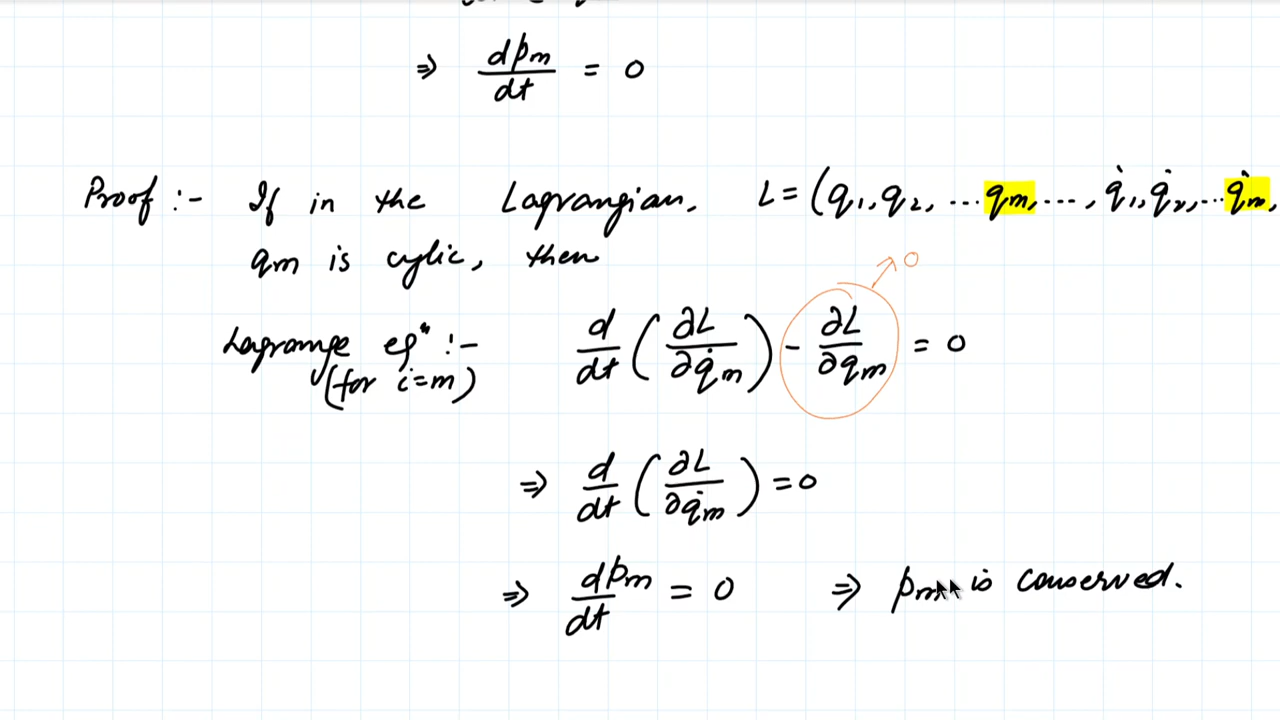 ⇒ dpm/dt = 0
Proof :- If in the Lagrangian, L = (q1, q2, ... qm, ..., q̇1, q̇2, ... q̇m,
qm is cylic, then
→ 0
Lagrange eqⁿ :- d/dt (∂L/∂q̇m) - ∂L/∂qm = 0
(for i=m)
⇒ d/dt (∂L/∂q̇m) = 0
⇒ dpm/dt = 0 ⇒ pm is conserved.